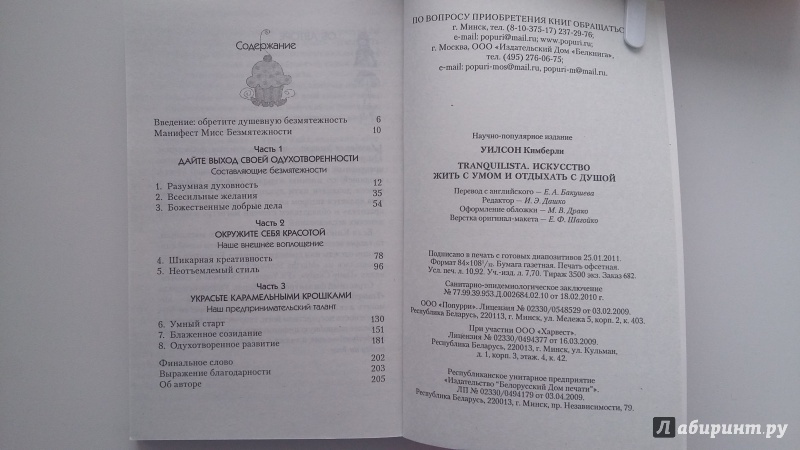 Содержание
Введение: обретите душевную безмятежность 6
Манифест Мисс Безмятежности 10
Часть 1
ДАЙТЕ ВЫХОД СВОЕЙ ОДУХОТВОРЕННОСТИ
Составляющие безмятежности
1. Разумная духовность 12
2. Всесильные желания 35
3. Божественные добрые дела 54
Часть 2
ОКРУЖИТЕ СЕБЯ КРАСОТОЙ
Наше внешнее воплощение
4. Шикарная креативность 78
5. Неотъемлемый стиль 96
Часть 3
УКРАСЬТЕ КАРАМЕЛЬНЫМИ КРОШКАМИ
Наш предпринимательский талант
6. Умный старт 130
7. Блаженное созидание 151
8. Одухотворенное развитие 181
Финальное слово 202
Выражение благодарности 203
Об авторе 205
ПО ВОПРОСУ ПРИОБРЕТЕНИЯ КНИГ ОБРАЩАТЬС
г. Минск, тел. (8-10-375-17) 237-29-76;
e-mail: popuri@mail.ru; www.popuri.ru;
г. Москва, ООО «Издательский Дом «Белкнига»,
тел. (495) 276-06-75;
e-mail: popuri-mos@mail.ru, popuri-m@mail.ru.
Научно-популярное издание
УИЛСОН Кимберли
TRANQUILISTA. ИСКУССТВО
ЖИТЬ С УМОМ И ОТДЫХАТЬ С ДУШОЙ
Перевод с английского — Е. А. Бакушева
Редактор — И. Э. Дашко
Оформление обложки — М. В. Драко
Верстка оригинал-макета — Е. Ф. Шагойко
Подписано в печать с готовых диапозитивов 25.01.2011.
Формат 84×108¹/₃₂. Бумага газетная. Печать офсетная.
Усл. печ. л. 10,92. Уч.-изд. л. 7,70. Тираж 3500 экз. Заказ 682.
Санитарно-эпидемиологическое заключение
№ 77.99.39.953.Д.002684.02.10 от 18.02.2010 г.
ООО «Попурри». Лицензия № 02330/0548529 от 03.02.2009.
Республика Беларусь, 220113, г. Минск, ул. Мележа 5, корп. 2, к. 403.
При участии ООО «Харвест».
Лицензия № 02330/0494377 от 16.03.2009.
Республика Беларусь, 220013, г. Минск, ул. Кульман,
д. 1, корп. 3, этаж. 4, к. 42.
Республиканское унитарное предприятие
«Издательство "Белорусский Дом печати"».
ЛП № 02330/0494179 от 03.04.2009.
Республика Беларусь, 220013, г. Минск, пр. Независимости, 79.
Лабиринт.ру